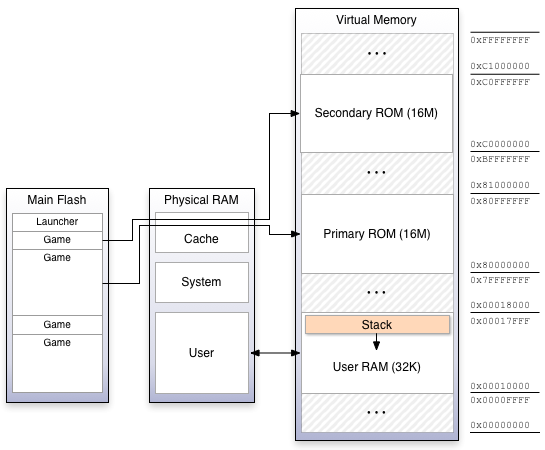 Main Flash
Launcher
Game
Game
Game
Game
Physical RAM
Cache
System
User
Virtual Memory
...
Secondary ROM (16M)
...
Primary ROM (16M)
...
Stack
User RAM (32K)
...
0xFFFFFFFF
0xC1000000
0xC0FFFFFF
0xC0000000
0xBFFFFFFF
0x81000000
0x80FFFFFF
0x80000000
0x7FFFFFFF
0x00018000
0x00017FFF
0x00010000
0x0000FFFF
0x00000000